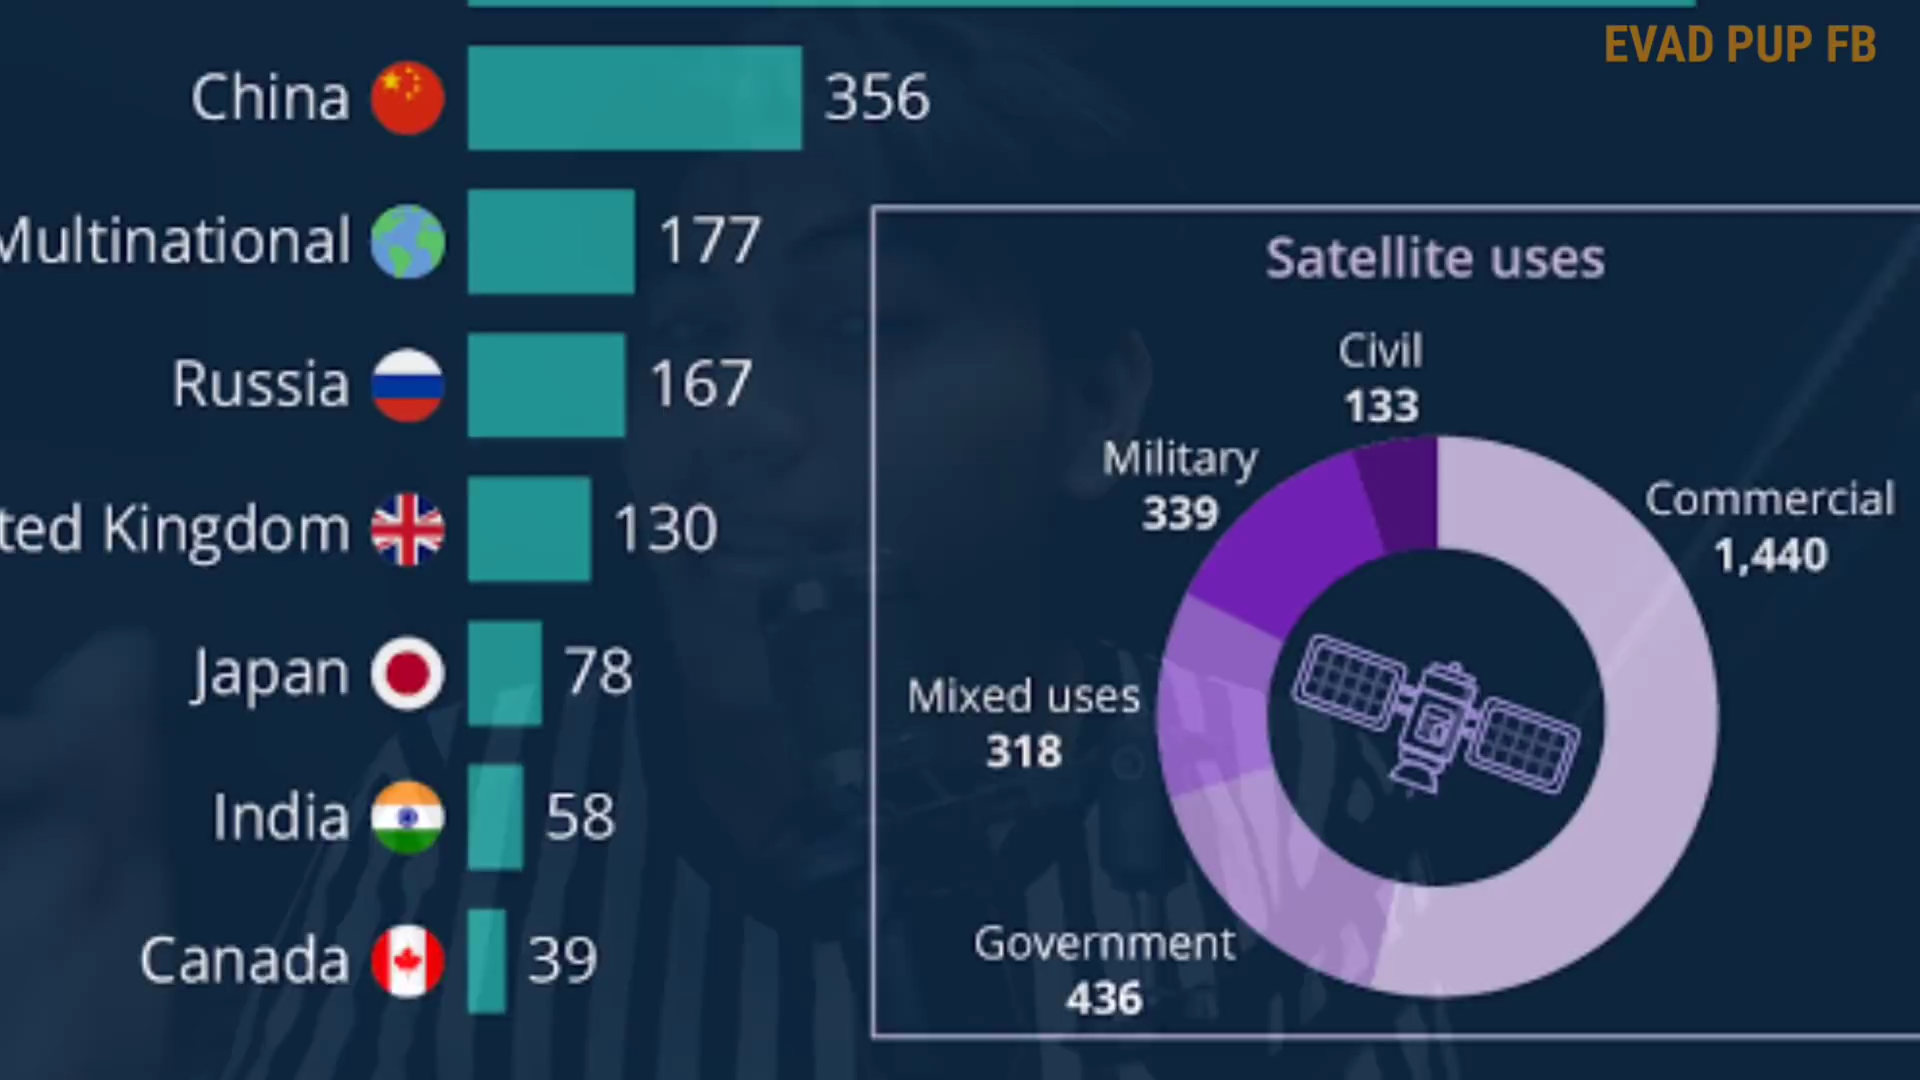 EVAD PUP FB
China 356
Multinational 177
Russia 167
ted Kingdom 130
Japan 78
India 58
Canada 39
Satellite uses
Civil
133
Military
339
Commercial
1,440
Mixed uses
318
Government
436